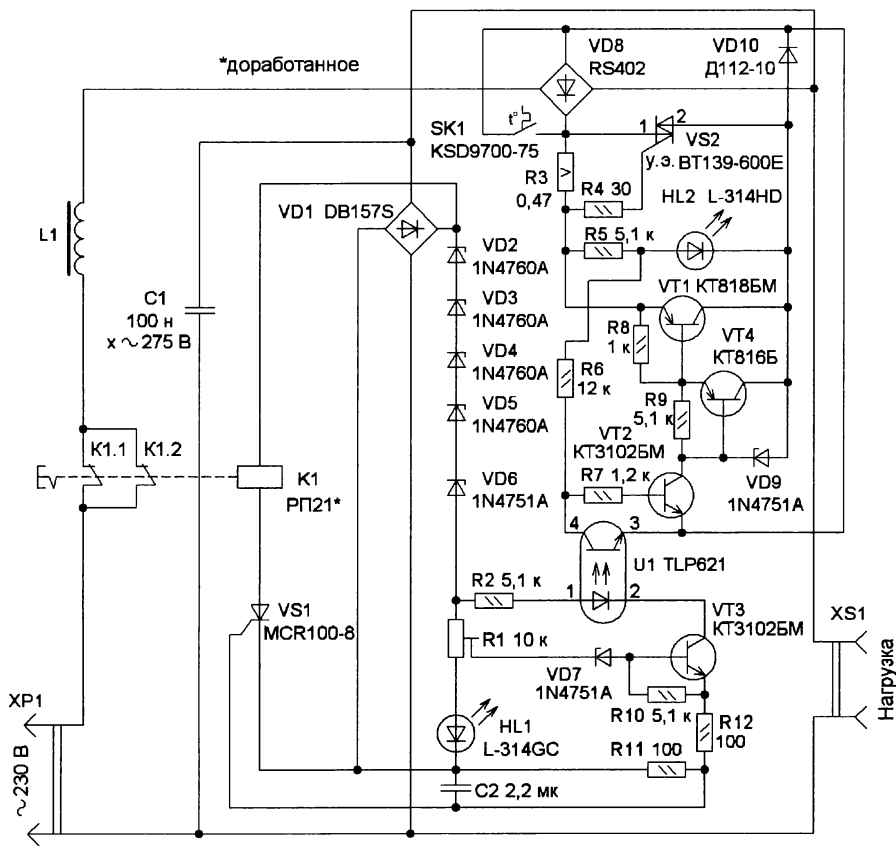 *доработанное
VD8
RS402
VD10
Д112-10
t°
SK1
KSD9700-75
1
2
VS2
у.э. BT139-600E
R3
0,47
R4 30
HL2 L-314HD
VD1 DB157S
R5 5,1 к
L1
VD2
1N4760A
C1
100 н
x ~ 275 В
VD3
1N4760A
VT1 КТ818БМ
R8
1 к
VT4
КТ816Б
VD4
1N4760A
R6
12 к
R9
5,1 к
VD5
1N4760A
VT2
КТ3102БМ
K1.1
K1.2
K1
РП21*
VD6
1N4751A
R7 1,2 к
VD9
1N4751A
4
3
U1 TLP621
R2 5,1 к
1
2
VS1
MCR100-8
VT3
КТ3102БМ
XS1
R1 10 к
VD7
1N4751A
XP1
HL1
L-314GC
R10 5,1 к
R12
100
R11 100
C2 2,2 мк
~230 В
Нагрузка